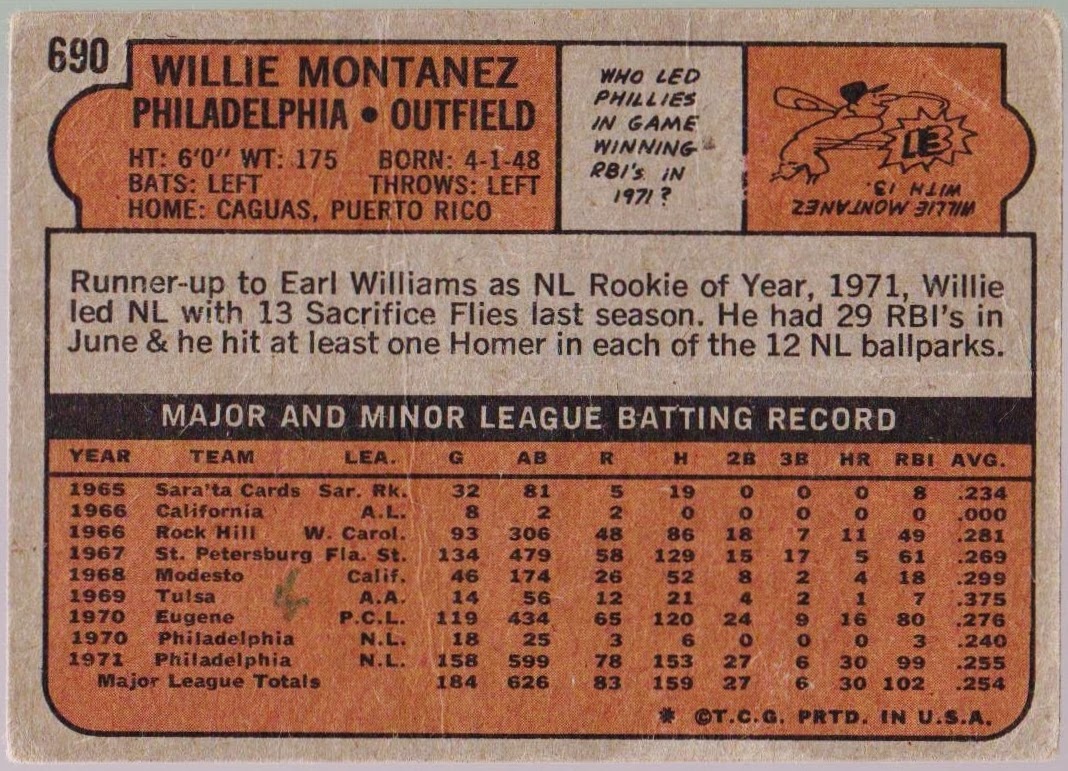 690
WILLIE MONTANEZ
PHILADELPHIA • OUTFIELD
HT: 6'0" WT: 175 BORN: 4-1-48
BATS: LEFT THROWS: LEFT
HOME: CAGUAS, PUERTO RICO
WHO LED
PHILLIES
IN GAME
WINNING
RBI's IN
1971?
13
WILLIE MONTANEZ
WITH 13.
Runner-up to Earl Williams as NL Rookie of Year, 1971, Willie
led NL with 13 Sacrifice Flies last season. He had 29 RBI's in
June & he hit at least one Homer in each of the 12 NL ballparks.
MAJOR AND MINOR LEAGUE BATTING RECORD
YEAR TEAM LEA. G AB R H 2B 3B HR RBI AVG.
1965 Sara'ta Cards Sar. Rk. 32 81 5 19 0 0 0 8 .234
1966 California A.L. 8 2 2 0 0 0 0 0 .000
1966 Rock Hill W. Carol. 93 306 48 86 18 7 11 49 .281
1967 St. Petersburg Fla. St. 134 479 58 129 15 17 5 61 .269
1968 Modesto Calif. 46 174 26 52 8 2 4 18 .299
1969 Tulsa A.A. 14 56 12 21 4 2 1 7 .375
1970 Eugene P.C.L. 119 434 65 120 24 9 16 80 .276
1970 Philadelphia N.L. 18 25 3 6 0 0 0 3 .240
1971 Philadelphia N.L. 158 599 78 153 27 6 30 99 .255
Major League Totals 184 626 83 159 27 6 30 102 .254
* ©T.C.G. PRTD. IN U.S.A.